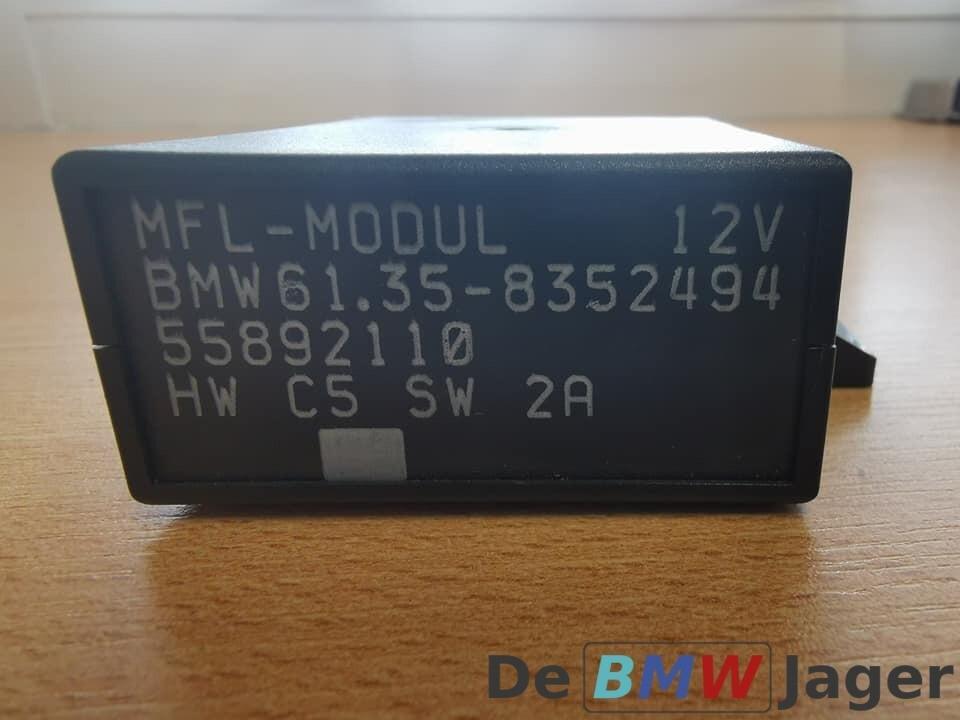 MFL-MODUL 12V
BMW61.35-8352494
55892110
HW C5 SW 2A
De BMW Jager